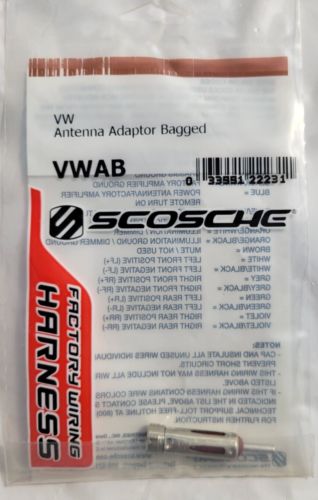 VW
Antenna Adaptor Bagged
VWAB
0 33991 22231
SCOSCHE
FACTORY WIRING
HARNESS
FACTORY AMPLIFIER GROUND
BLUE = POWER ANTENNA/POWER AMPLIFIER
REMOTE TURN ON
ORANGE/BLACK = ILLUMINATION GROUND / DIMMER
BROWN = MUTE / NOT USED
WHITE = LEFT FRONT POSITIVE (LF+)
WHITE/BLACK = LEFT FRONT NEGATIVE (LF-)
GREY = RIGHT FRONT POSITIVE (RF+)
GREY/BLACK = RIGHT FRONT NEGATIVE (RF-)
GREEN = LEFT REAR POSITIVE (LR+)
GREEN/BLACK = LEFT REAR NEGATIVE (LR-)
VIOLET = RIGHT REAR POSITIVE (RR+)
VIOLET/BLACK = RIGHT REAR NEGATIVE (RR-)
NOTES:
- CAP AND INSULATE ALL UNUSED WIRES INDIVIDUA
PREVENT SHORT CIRCUITS
- THIS WIRING HARNESS MAY NOT INCLUDE ALL WIR
LISTED ABOVE.
IF THIS WIRING HARNESS CONTAINS WIRE COLORS
INDICATED IN THE ABOVE, PLEASE CONTACT S
TECHNICAL SUPPORT TOLL-FREE HOTLINE AT (800)
FOR FURTHER INSTRUCTION